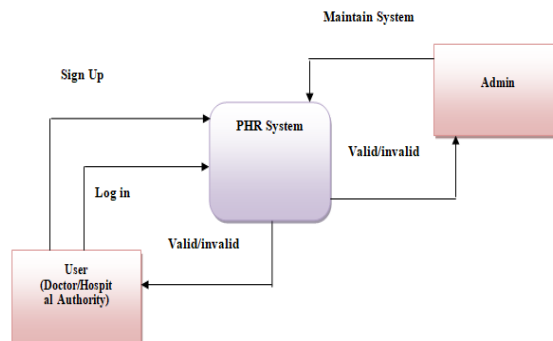 Maintain System
Sign Up
Admin
PHR System
Valid/invalid
Log in
Valid/invalid
User
(Doctor/Hospit
al Authority)